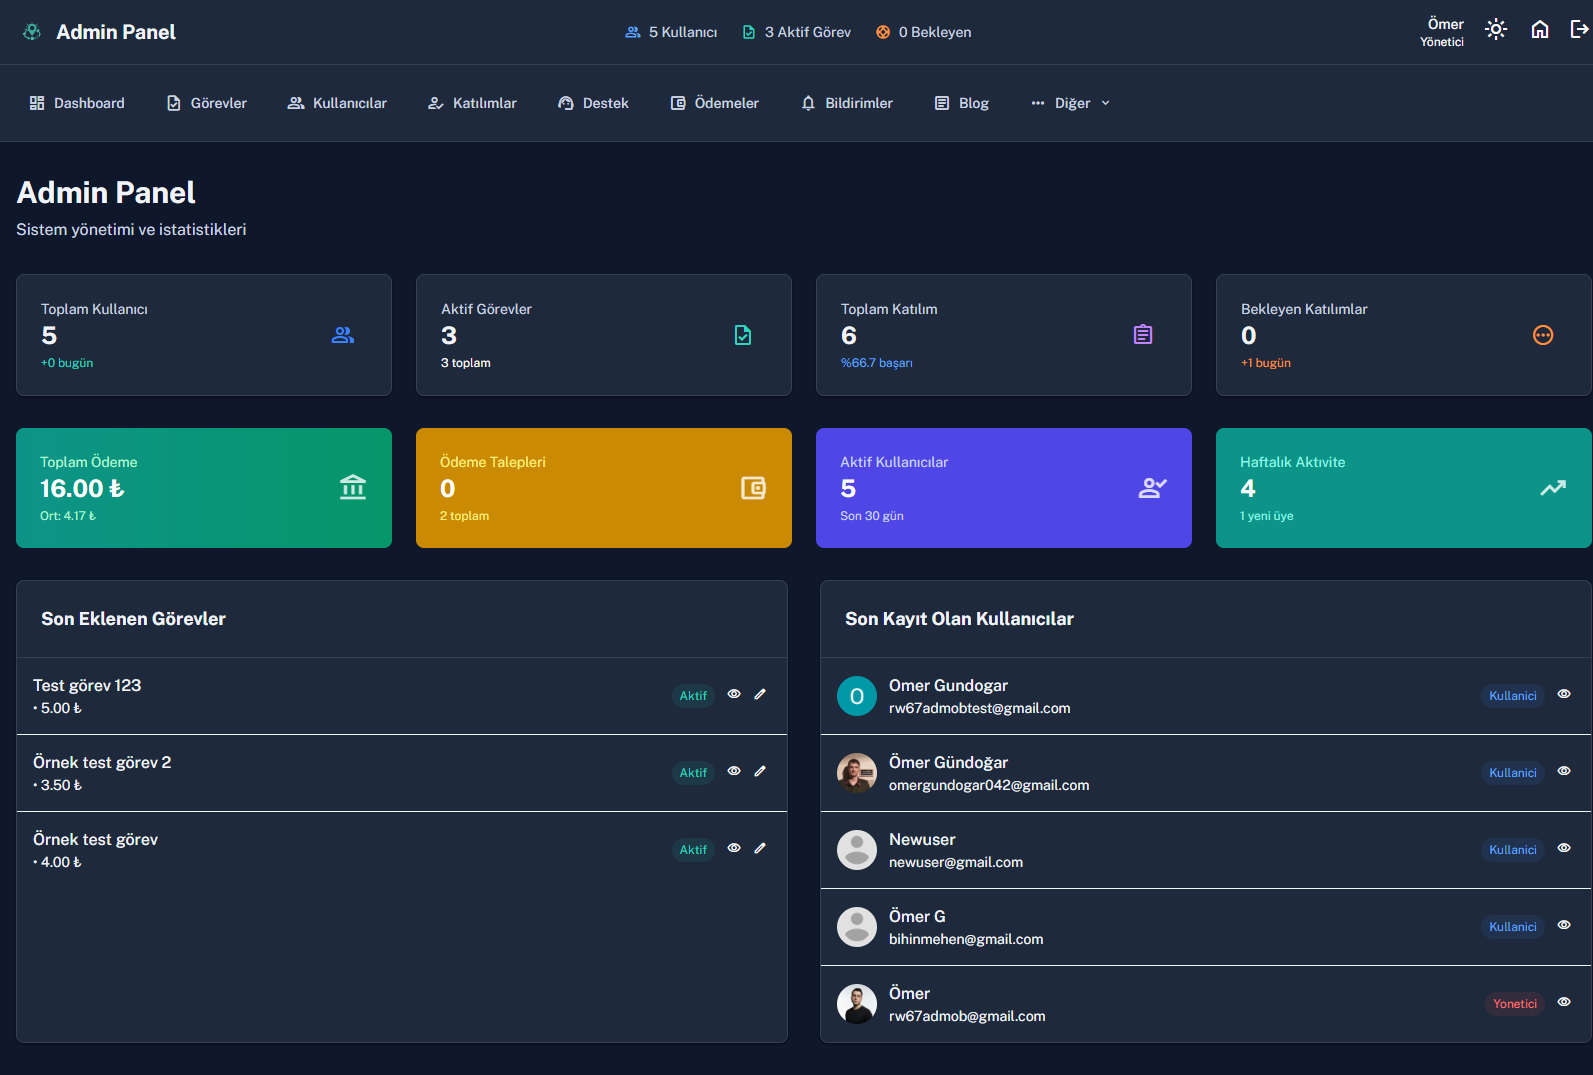 Admin Panel
5 Kullanıcı
3 Aktif Görev
0 Bekleyen
Ömer
Yönetici
Dashboard
Görevler
Kullanıcılar
Katılımlar
Destek
Ödemeler
Bildirimler
Blog
Diğer
Admin Panel
Sistem yönetimi ve istatistikleri
Toplam Kullanıcı
5
+0 bugün
Aktif Görevler
3
3 toplam
Toplam Katılım
6
%66.7 başarı
Bekleyen Katılımlar
0
+1 bugün
Toplam Ödeme
16.00 ₺
Ort: 4.17 ₺
Ödeme Talepleri
0
2 toplam
Aktif Kullanıcılar
5
Son 30 gün
Haftalık Aktivite
4
1 yeni üye
Son Eklenen Görevler
Test görev 123
• 5.00 ₺
Aktif
Örnek test görev 2
• 3.50 ₺
Aktif
Örnek test görev
• 4.00 ₺
Aktif
Son Kayıt Olan Kullanıcılar
O
Omer Gundogar
rw67admobtest@gmail.com
Kullanici
Ömer Gündoğar
omergundogar042@gmail.com
Kullanici
Newuser
newuser@gmail.com
Kullanici
Ömer G
bihinmehen@gmail.com
Kullanici
Ömer
rw67admob@gmail.com
Yonetici